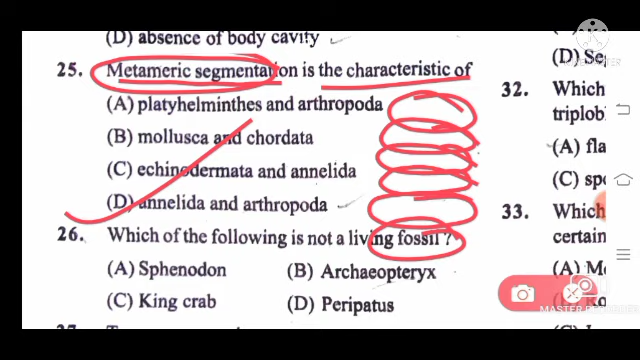 (D) absence of body cavity
25. Metameric segmentation is the characteristic of
(A) platyhelminthes and arthropoda
(B) mollusca and chordata
(C) echinodermata and annelida
(D) annelida and arthropoda
26. Which of the following is not a living fossil ?
(A) Sphenodon (B) Archaeopteryx
(C) King crab (D) Peripatus
32. Which
triplob
(A) fla
(C) spo
33. Which
certain
(A) Mo